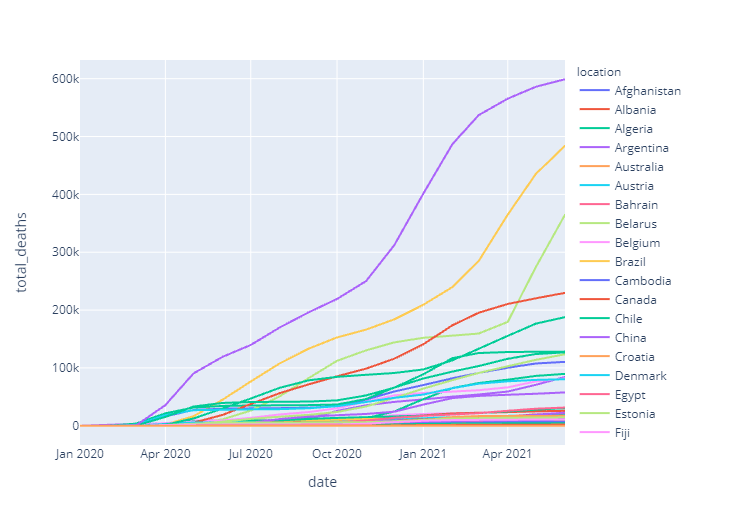 location
Afghanistan
Albania
Algeria
Argentina
Australia
Austria
Bahrain
Belarus
Belgium
Brazil
Cambodia
Canada
Chile
China
Croatia
Denmark
Egypt
Estonia
Fiji
600k
500k
400k
300k
200k
100k
0
total_deaths
Jan 2020 Apr 2020 Jul 2020 Oct 2020 Jan 2021 Apr 2021
date